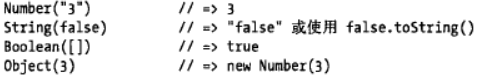 Number("3") // => 3
String(false) // => "false" 或使用 false.toString()
Boolean([]) // => true
Object(3) // => new Number(3)